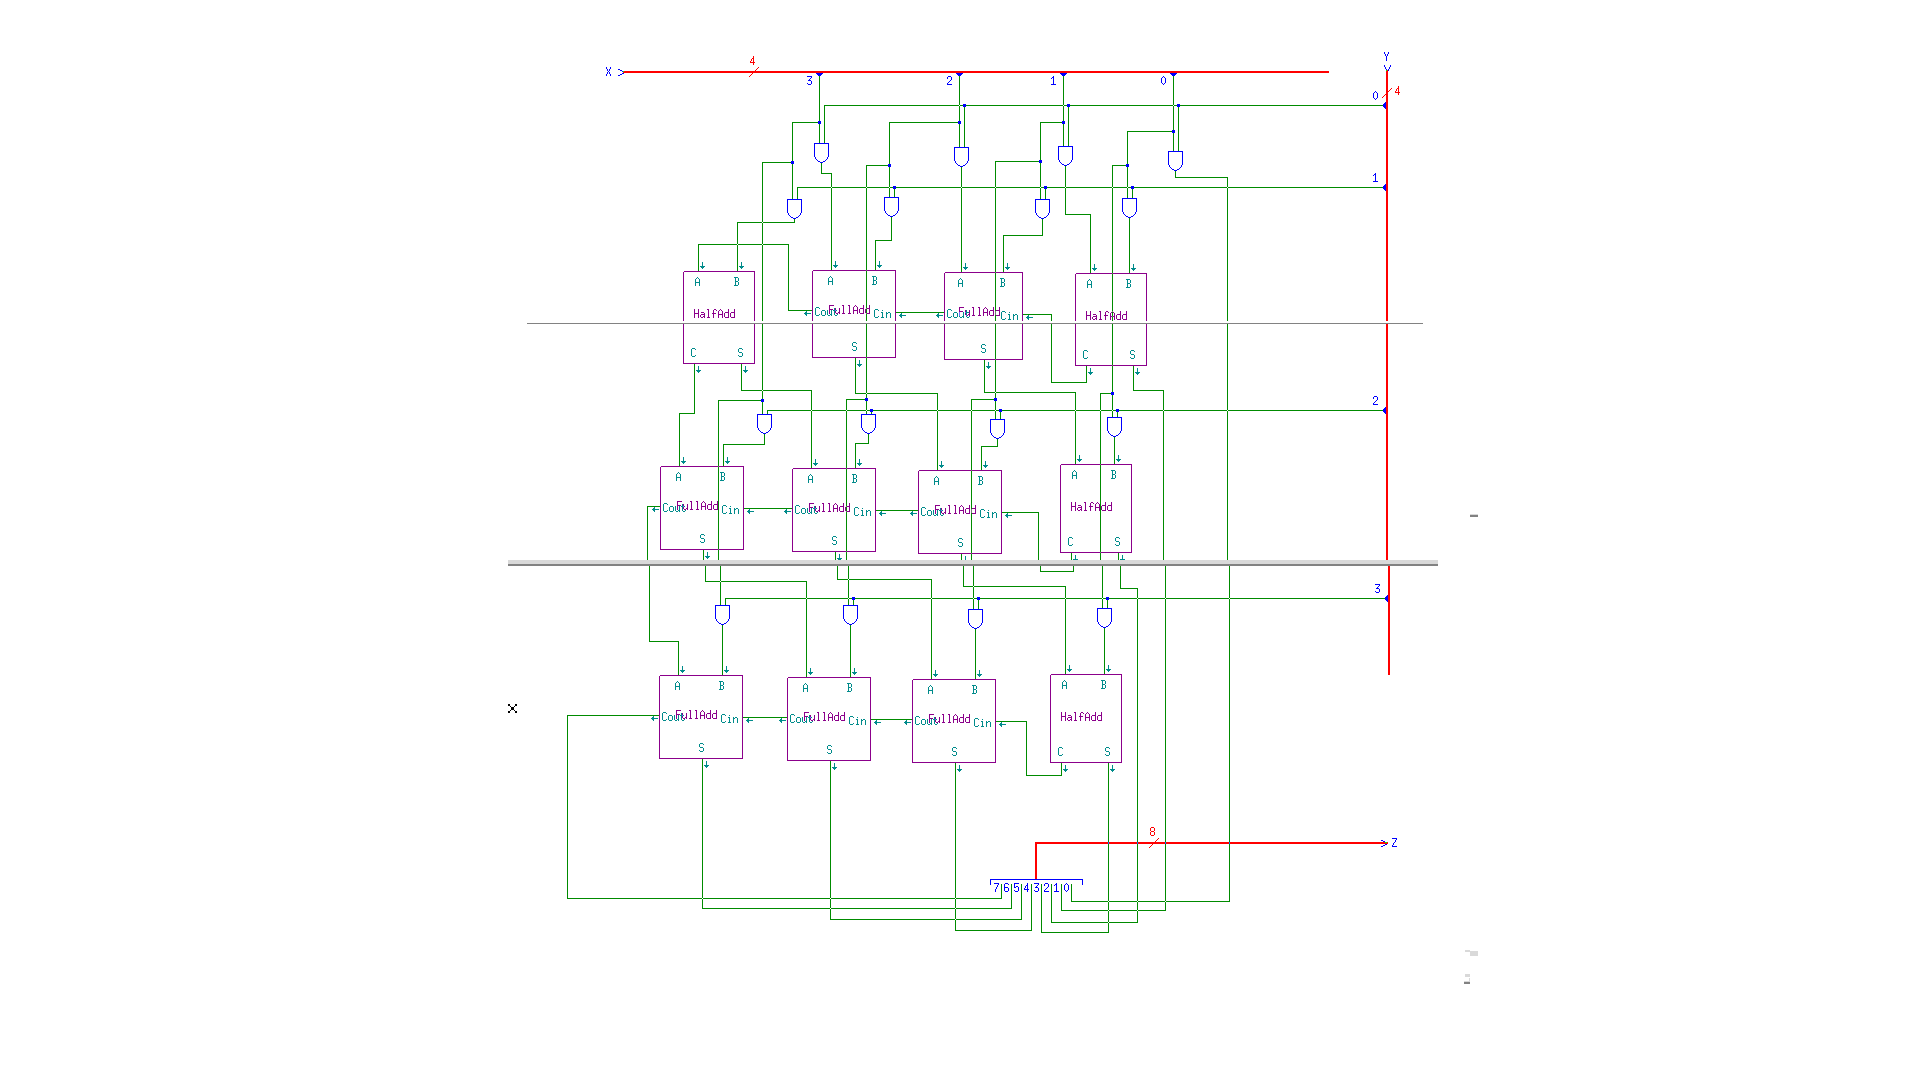 Y
4
X
3 2 1 0
0 4
1
A B A B A B A B
HalfAdd Cout FullAdd Cin Cout FullAdd Cin HalfAdd
C S S S C S
2
A B A B A B A B
Cout FullAdd Cin Cout FullAdd Cin Cout FullAdd Cin HalfAdd
S S S C S
3
A B A B A B A B
Cout FullAdd Cin Cout FullAdd Cin Cout FullAdd Cin HalfAdd
S S S C S
8
Z
7 6 5 4 3 2 1 0